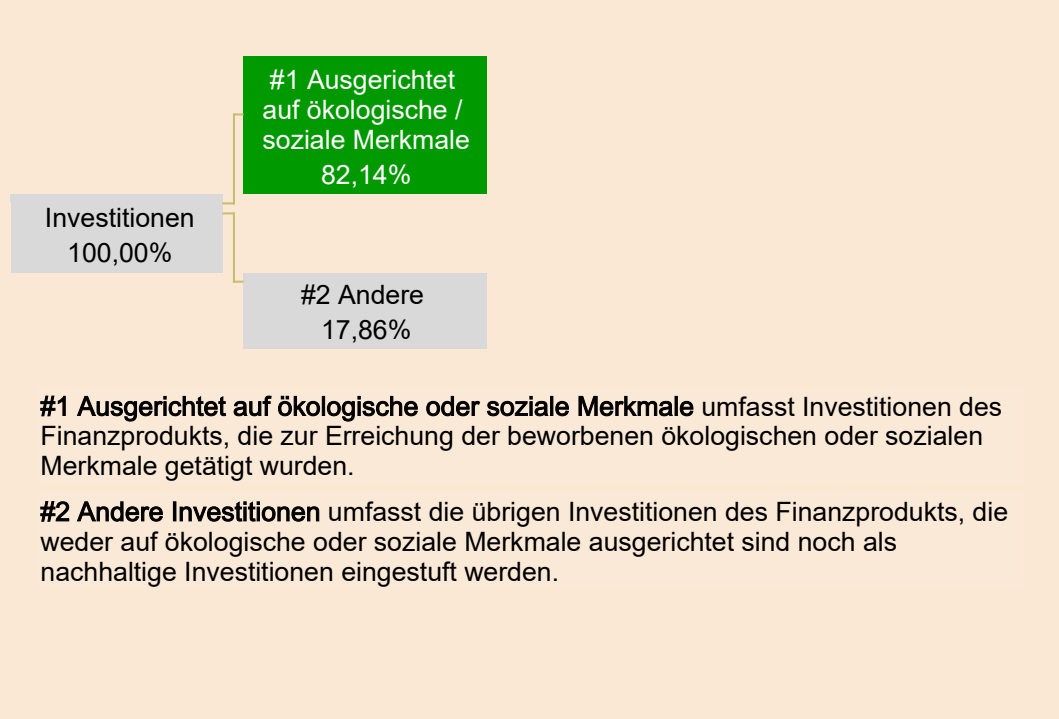 #1 Ausgerichtet
auf ökologische /
soziale Merkmale
82,14%
Investitionen
100,00%
#2 Andere
17,86%
#1 Ausgerichtet auf ökologische oder soziale Merkmale umfasst Investitionen des
Finanzprodukts, die zur Erreichung der beworbenen ökologischen oder sozialen
Merkmale getätigt wurden.
#2 Andere Investitionen umfasst die übrigen Investitionen des Finanzprodukts, die
weder auf ökologische oder soziale Merkmale ausgerichtet sind noch als
nachhaltige Investitionen eingestuft werden.